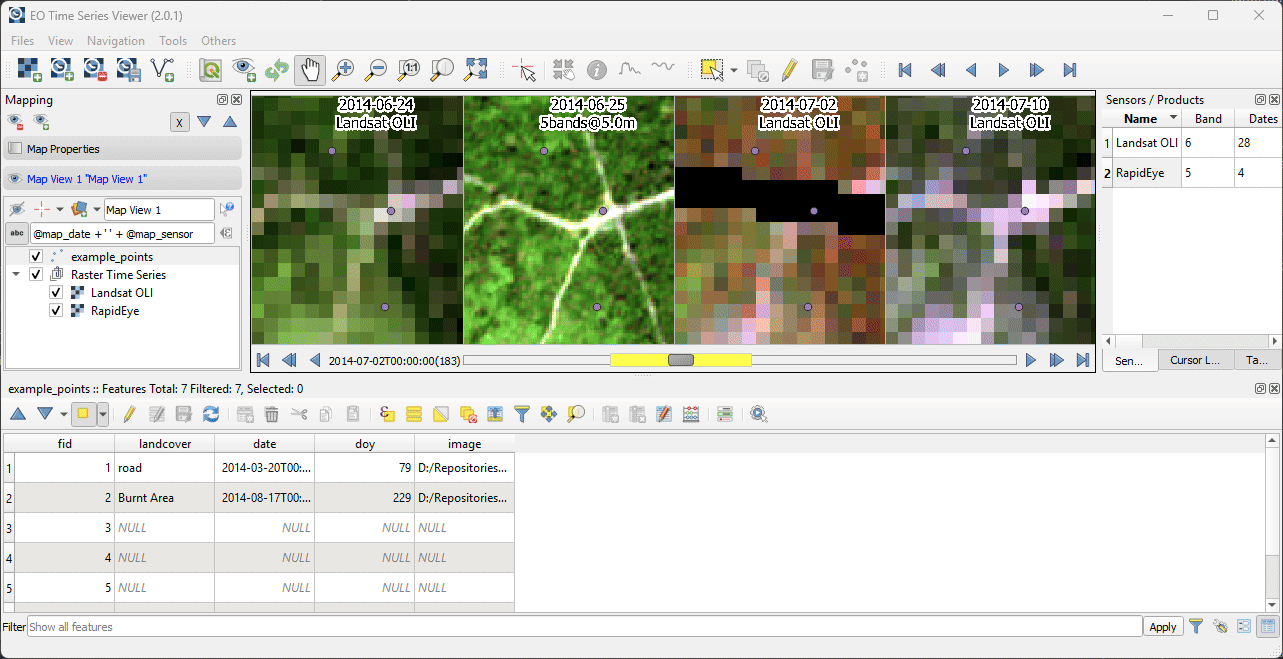 EO Time Series Viewer (2.0.1)
Files View Navigation Tools Others
1:1
Mapping
x
Map Properties
Map View 1 "Map View 1"
Map View 1
abc @map_date + ' ' + @map_sensor
example_points
Raster Time Series
Landsat OLI
RapidEye
2014-06-24
Landsat OLI
2014-06-25
5bands@5.0m
2014-07-02
Landsat OLI
2014-07-10
Landsat OLI
2014-07-02T00:00:00(183)
Sensors / Products
Name Band Dates
1 Landsat OLI 6 28
2 RapidEye 5 4
Sen... Cursor L... Ta...
example_points :: Features Total: 7 Filtered: 7, Selected: 0
fid landcover date doy image
1 1 road 2014-03-20T00:... 79 D:/Repositories...
2 2 Burnt Area 2014-08-17T00:... 229 D:/Repositories...
3 3 NULL NULL NULL NULL
4 4 NULL NULL NULL NULL
5 5 NULL NULL NULL NULL
Filter Show all features Apply